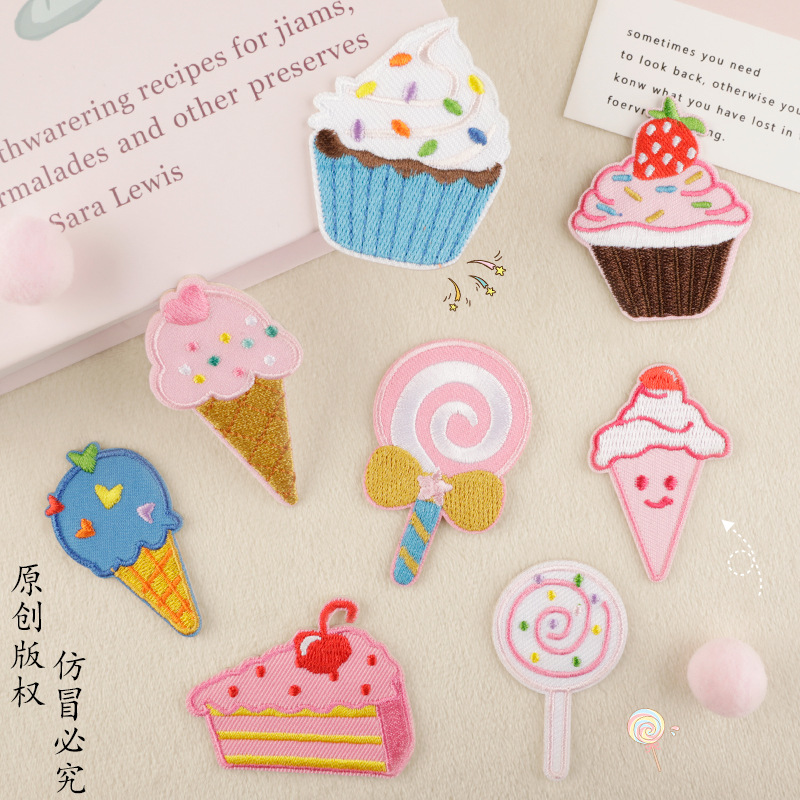 thwarering recipes for jiams,
rmalades and other preserves
Sara Lewis
sometimes you need
to look back, otherwise you
konw what you have lost in
原创版权
仿冒必究